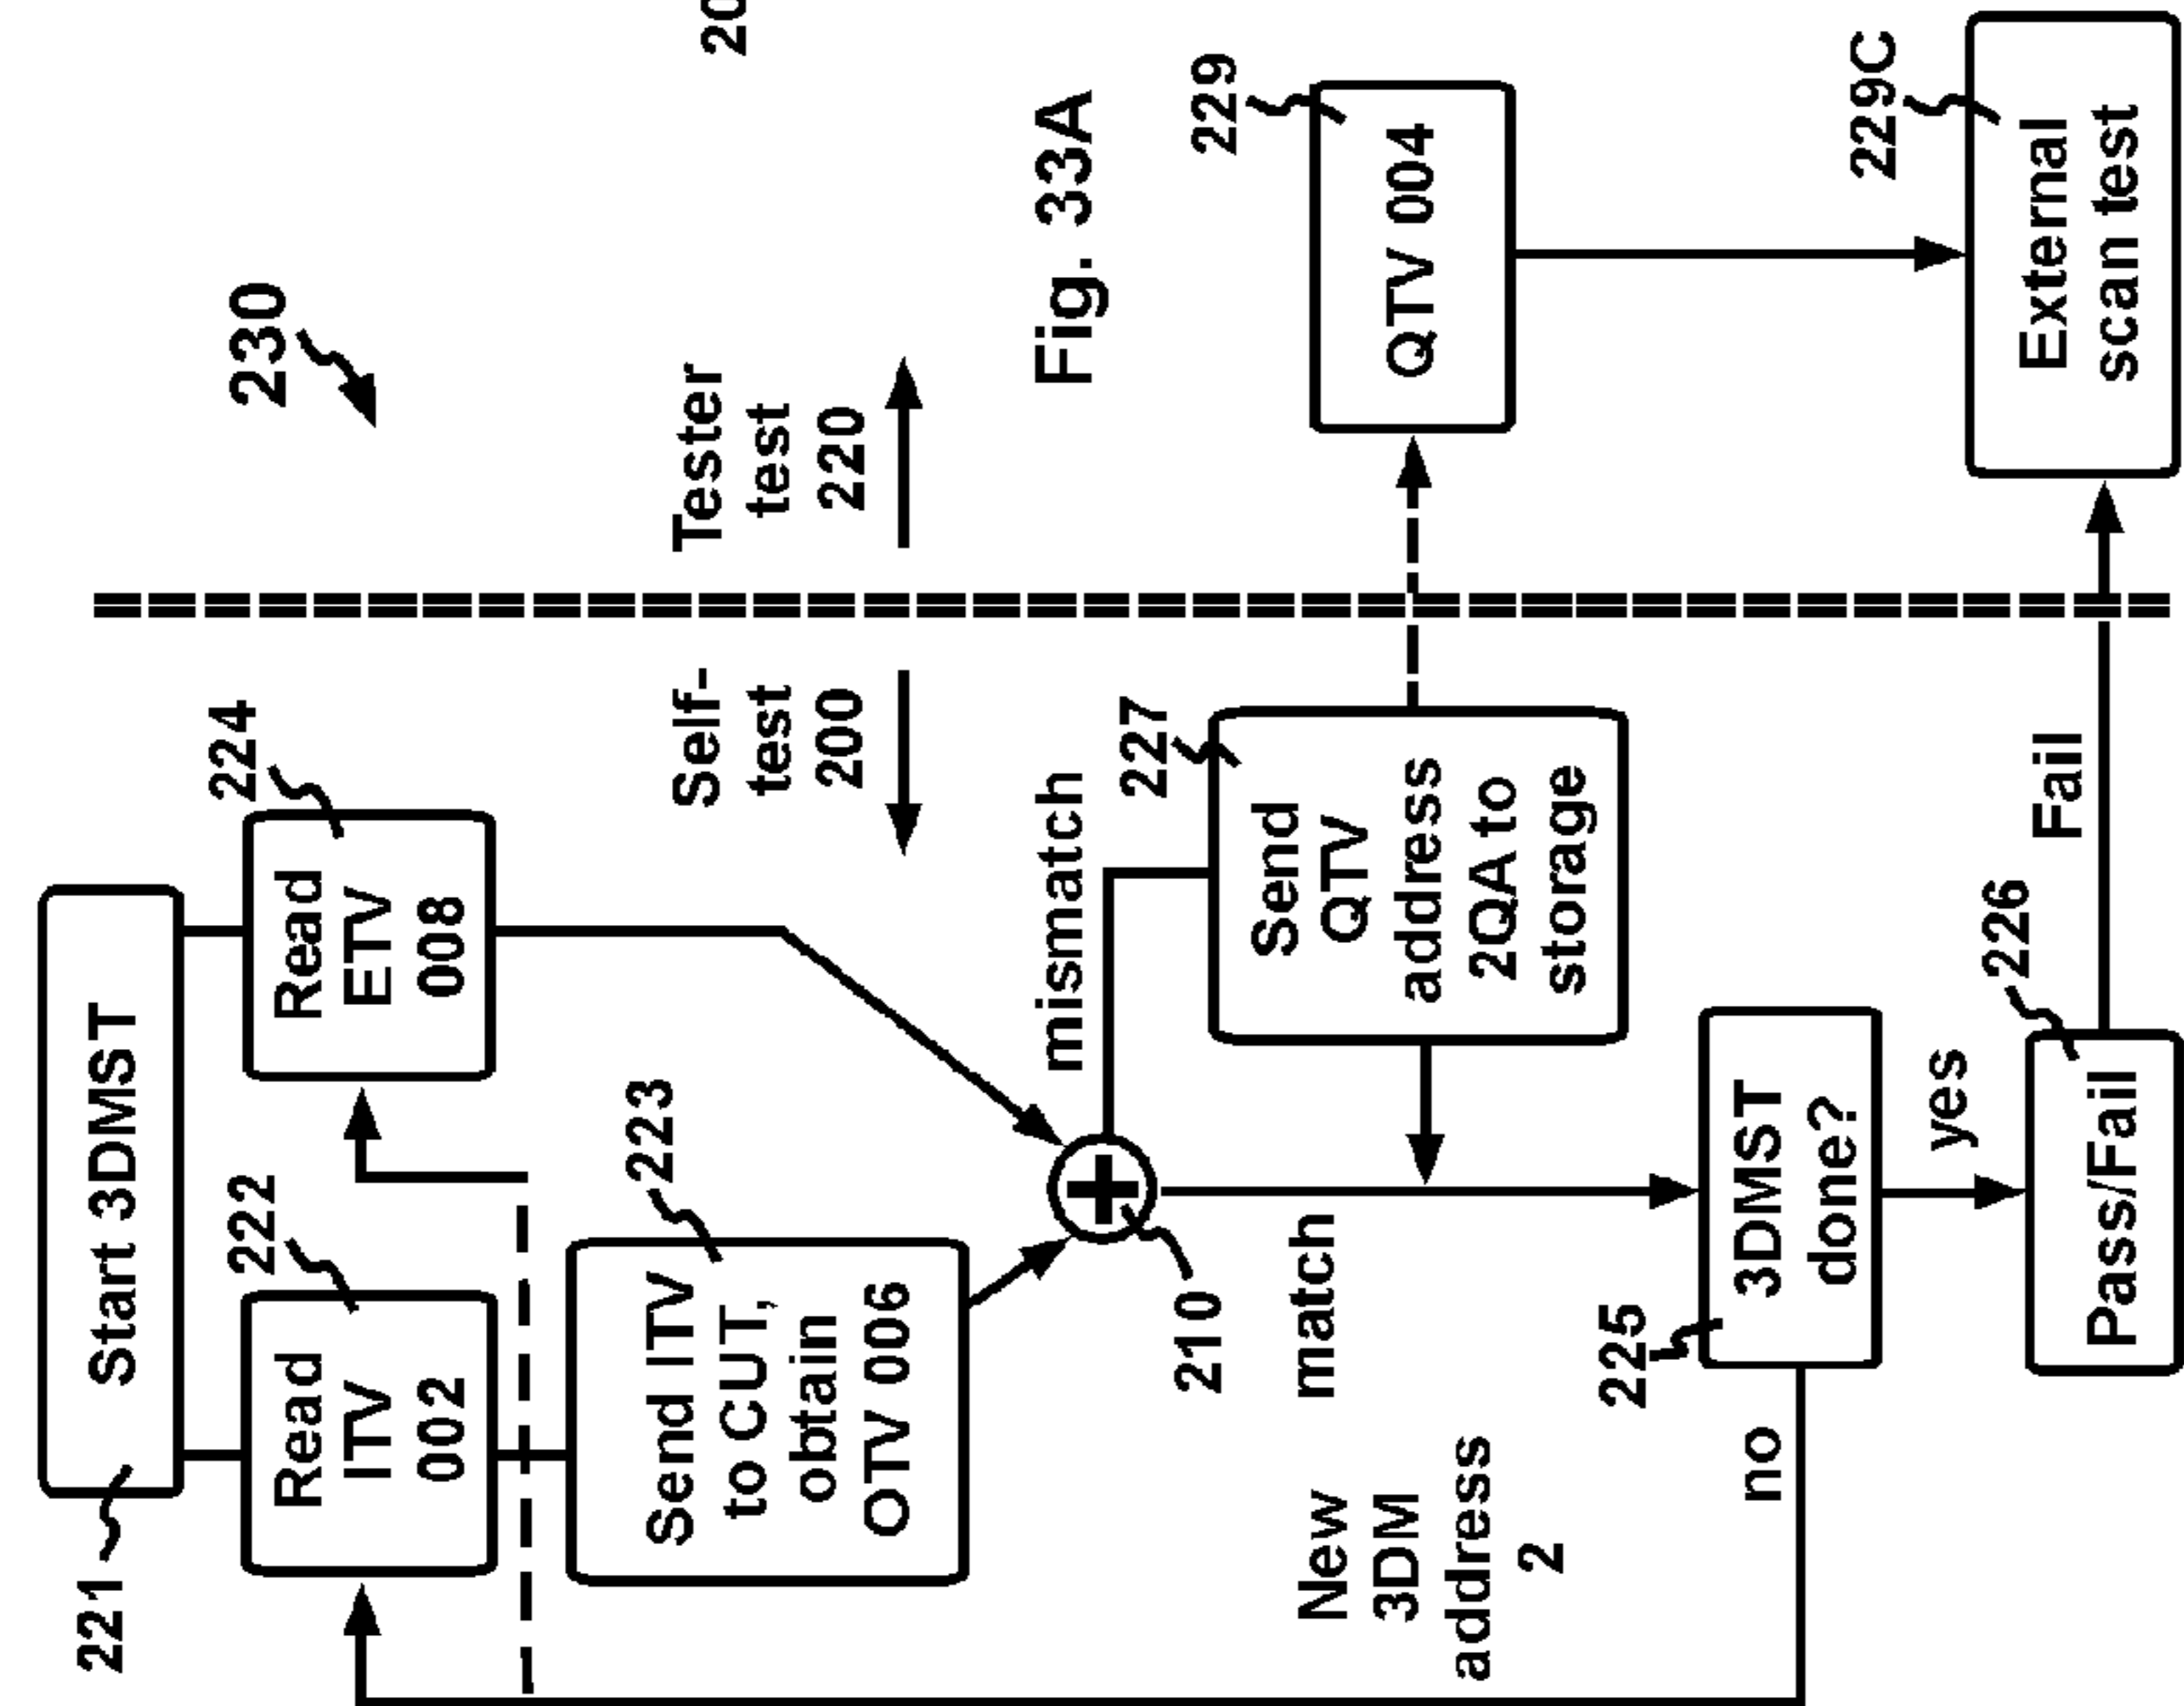 230
221
Start 3DMST
222
Read
ITV
002
224
Read
ETV
008
223
Send ITV
to CUT,
obtain
OTV 006
Self-
test
200
Tester
test
220
20
Fig. 33A
210
mismatch
match
227
Send
QTV
address
2QA to
storage
229
QTV 004
New
3DM
address
2
225
3DMST
done?
no
yes
226
Pass/Fail
Fail
229C
External
scan test